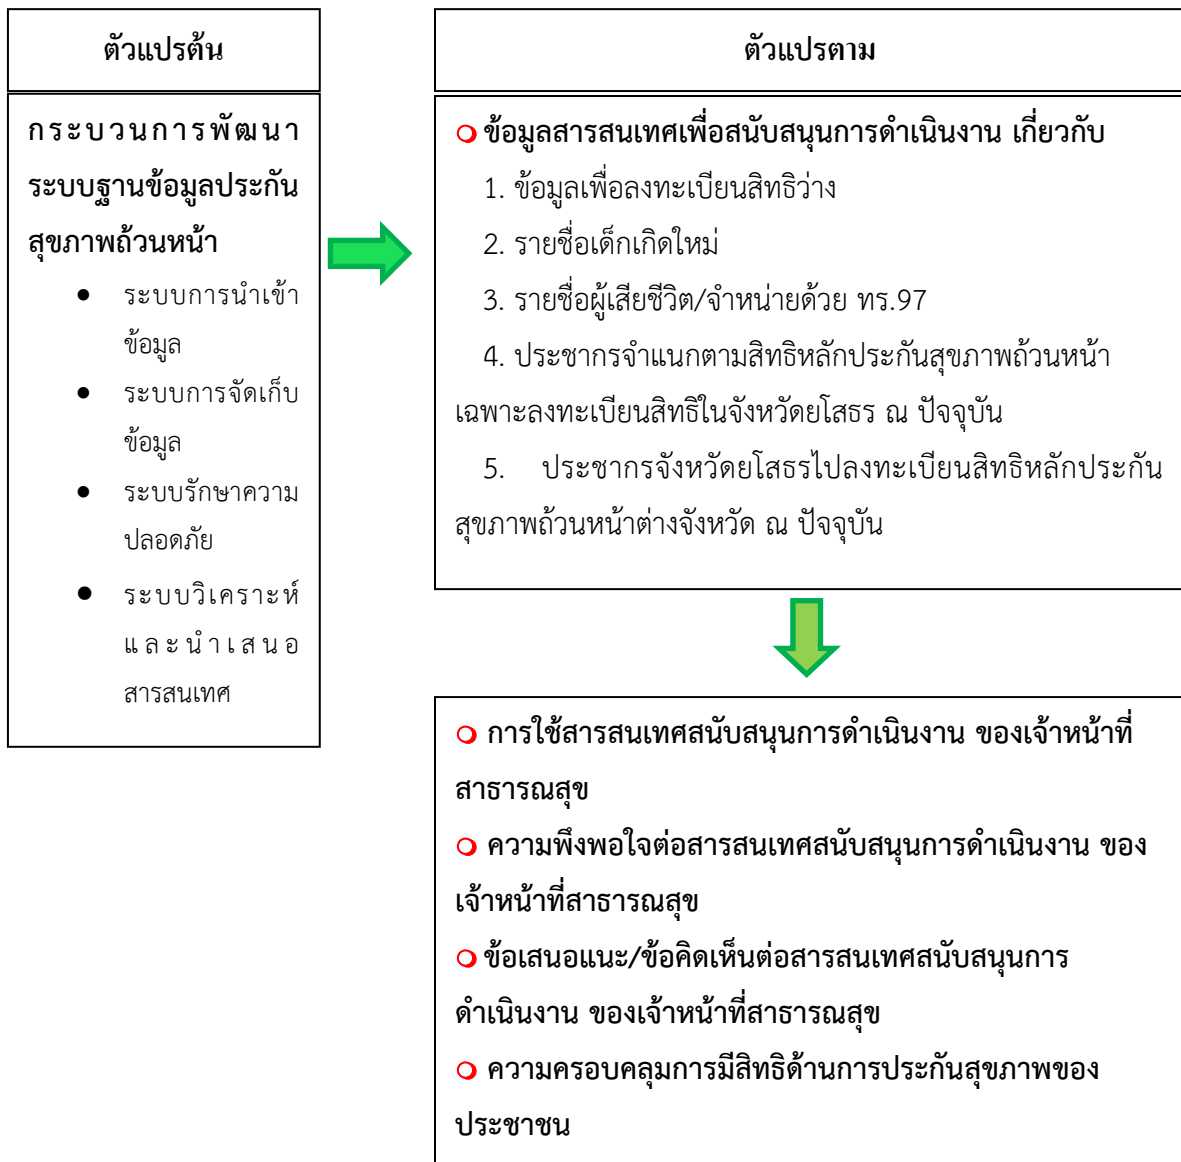 ตัวแปรต้น
กระบวนการพัฒนา
ระบบฐานข้อมูลประกัน
สุขภาพถ้วนหน้า
● ระบบการนำเข้า
ข้อมูล
● ระบบการจัดเก็บ
ข้อมูล
● ระบบรักษาความ
ปลอดภัย
● ระบบวิเคราะห์
และนำเสนอ
สารสนเทศ
ตัวแปรตาม
ข้อมูลสารสนเทศเพื่อสนับสนุนการดำเนินงาน เกี่ยวกับ
1. ข้อมูลเพื่อลงทะเบียนสิทธิว่าง
2. รายชื่อเด็กเกิดใหม่
3. รายชื่อผู้เสียชีวิต/จำหน่ายด้วย ทร.97
4. ประชากรจำแนกตามสิทธิหลักประกันสุขภาพถ้วนหน้า
เฉพาะลงทะเบียนสิทธิในจังหวัดยโสธร ณ ปัจจุบัน
5. ประชากรจังหวัดยโสธรไปลงทะเบียนสิทธิหลักประกัน
สุขภาพถ้วนหน้าต่างจังหวัด ณ ปัจจุบัน
การใช้สารสนเทศสนับสนุนการดำเนินงาน ของเจ้าหน้าที่
สาธารณสุข
ความพึงพอใจต่อสารสนเทศสนับสนุนการดำเนินงาน ของ
เจ้าหน้าที่สาธารณสุข
ข้อเสนอแนะ/ข้อคิดเห็นต่อสารสนเทศสนับสนุนการ
ดำเนินงาน ของเจ้าหน้าที่สาธารณสุข
ความครอบคลุมการมีสิทธิด้านการประกันสุขภาพของ
ประชาชน